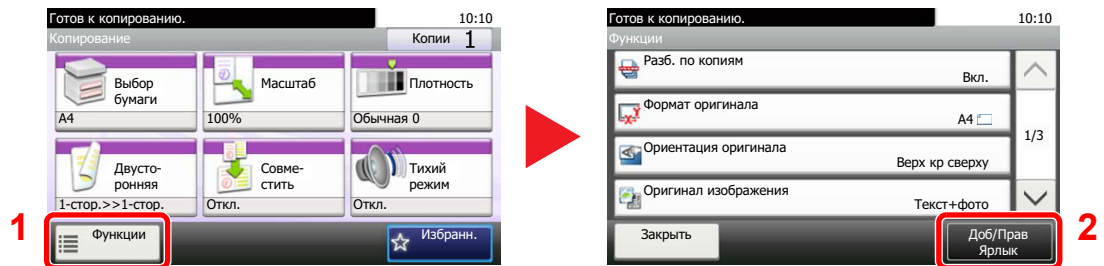 Готов к копированию. 10:10
Копирование Копии 1
Выбор бумаги
A4
Масштаб
100%
Плотность
Обычная 0
Двусто-
ронняя
1-стор.>>1-стор.
Совме-
стить
Откл.
Тихий
режим
Откл.
1
Функции
Избранн.
Готов к копированию. 10:10
Функции
Разб. по копиям
Вкл.
Формат оригинала
A4
Ориентация оригинала
Верх кр сверху
Оригинал изображения
Текст+фото
1/3
Закрыть
Доб/Прав
Ярлык
2